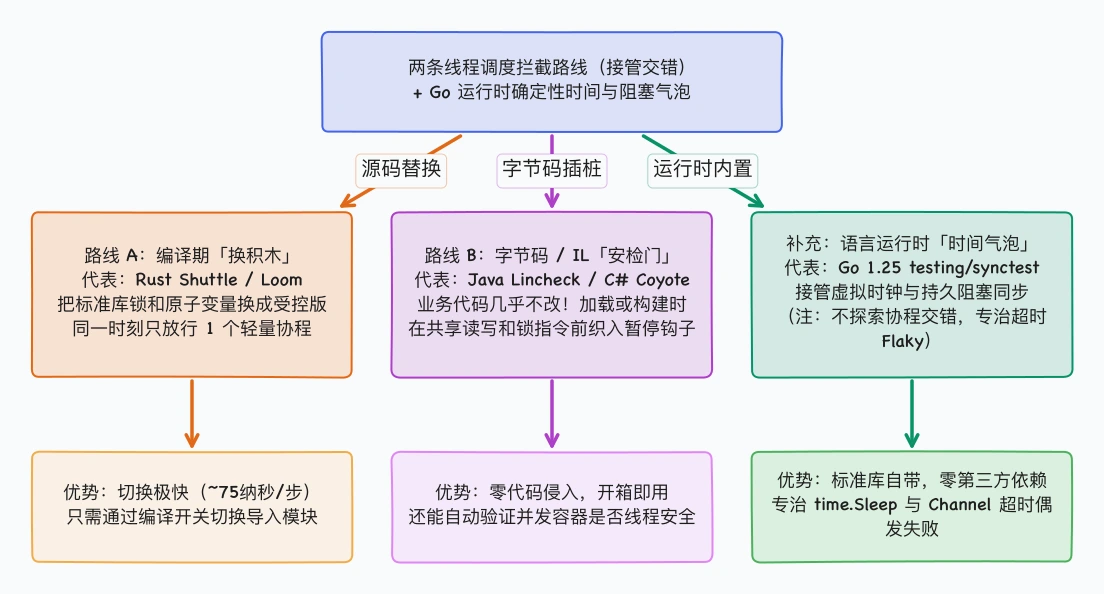 两条线程调度拦截路线（接管交错）
+ Go 运行时确定性时间与阻塞气泡
源码替换
字节码插桩
运行时内置
路线 A：编译期「换积木」
代表：Rust Shuttle / Loom
把标准库锁和原子变量换成受控版
同一时刻只放行 1 个轻量协程
路线 B：字节码 / IL「安检门」
代表：Java Lincheck / C# Coyote
业务代码几乎不改！加载或构建时
在共享读写和锁指令前织入暂停钩子
补充：语言运行时「时间气泡」
代表：Go 1.25 testing/synctest
接管虚拟时钟与持久阻塞同步
（注：不探索协程交错，专治超时
Flaky）
优势：切换极快（~75纳秒/步）
只需通过编译开关切换导入模块
优势：零代码侵入，开箱即用
还能自动验证并发容器是否线程安全
优势：标准库自带，零第三方依赖
专治 time.Sleep 与 Channel 超时偶
发失败